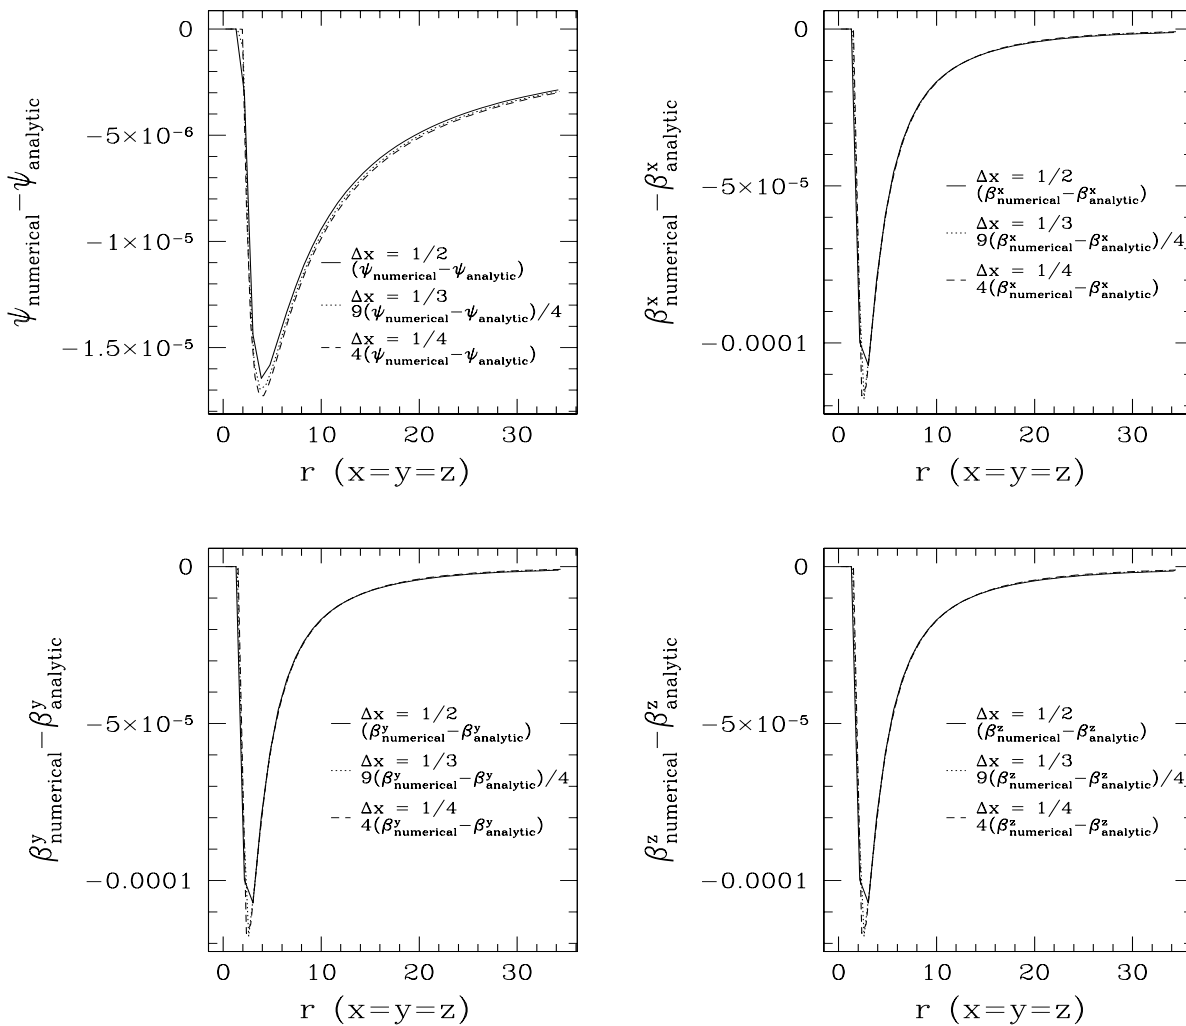 0
−5×10⁻⁶
−1×10⁻⁵
−1.5×10⁻⁵
ψnumerical−ψanalytic
Δx = 1/2
(ψnumerical−ψanalytic)
Δx = 1/3
9(ψnumerical−ψanalytic)/4
Δx = 1/4
4(ψnumerical−ψanalytic)
0 10 20 30
r (x=y=z)
0
−5×10⁻⁵
−0.0001
βˣnumerical−βˣanalytic
Δx = 1/2
(βˣnumerical−βˣanalytic)
Δx = 1/3
9(βˣnumerical−βˣanalytic)/4
Δx = 1/4
4(βˣnumerical−βˣanalytic)
0 10 20 30
r (x=y=z)
0
−5×10⁻⁵
−0.0001
βʸnumerical−βʸanalytic
Δx = 1/2
(βʸnumerical−βʸanalytic)
Δx = 1/3
9(βʸnumerical−βʸanalytic)/4
Δx = 1/4
4(βʸnumerical−βʸanalytic)
0 10 20 30
r (x=y=z)
0
−5×10⁻⁵
−0.0001
βᶻnumerical−βᶻanalytic
Δx = 1/2
(βᶻnumerical−βᶻanalytic)
Δx = 1/3
9(βᶻnumerical−βᶻanalytic)/4
Δx = 1/4
4(βᶻnumerical−βᶻanalytic)
0 10 20 30
r (x=y=z)